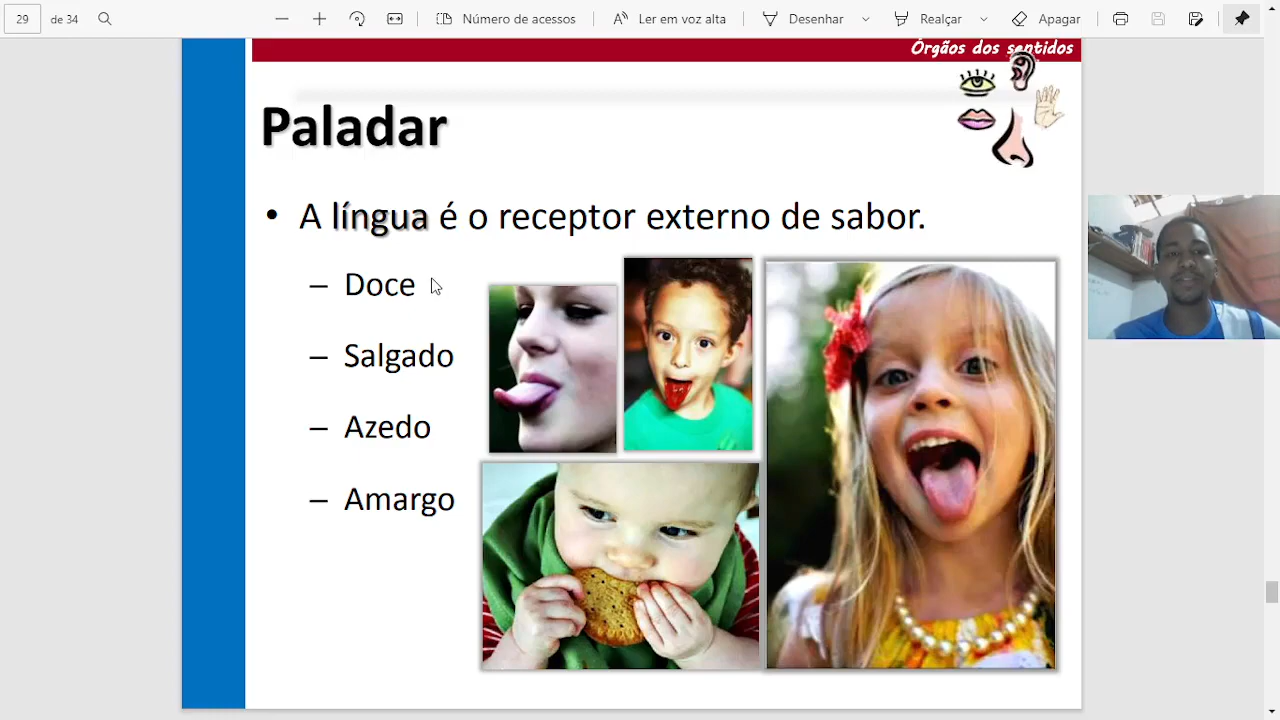 29 de 34 Número de acessos Ler em voz alta Desenhar Realçar Apagar
Órgãos dos sentidos
Paladar
• A língua é o receptor externo de sabor.
– Doce
– Salgado
– Azedo
– Amargo